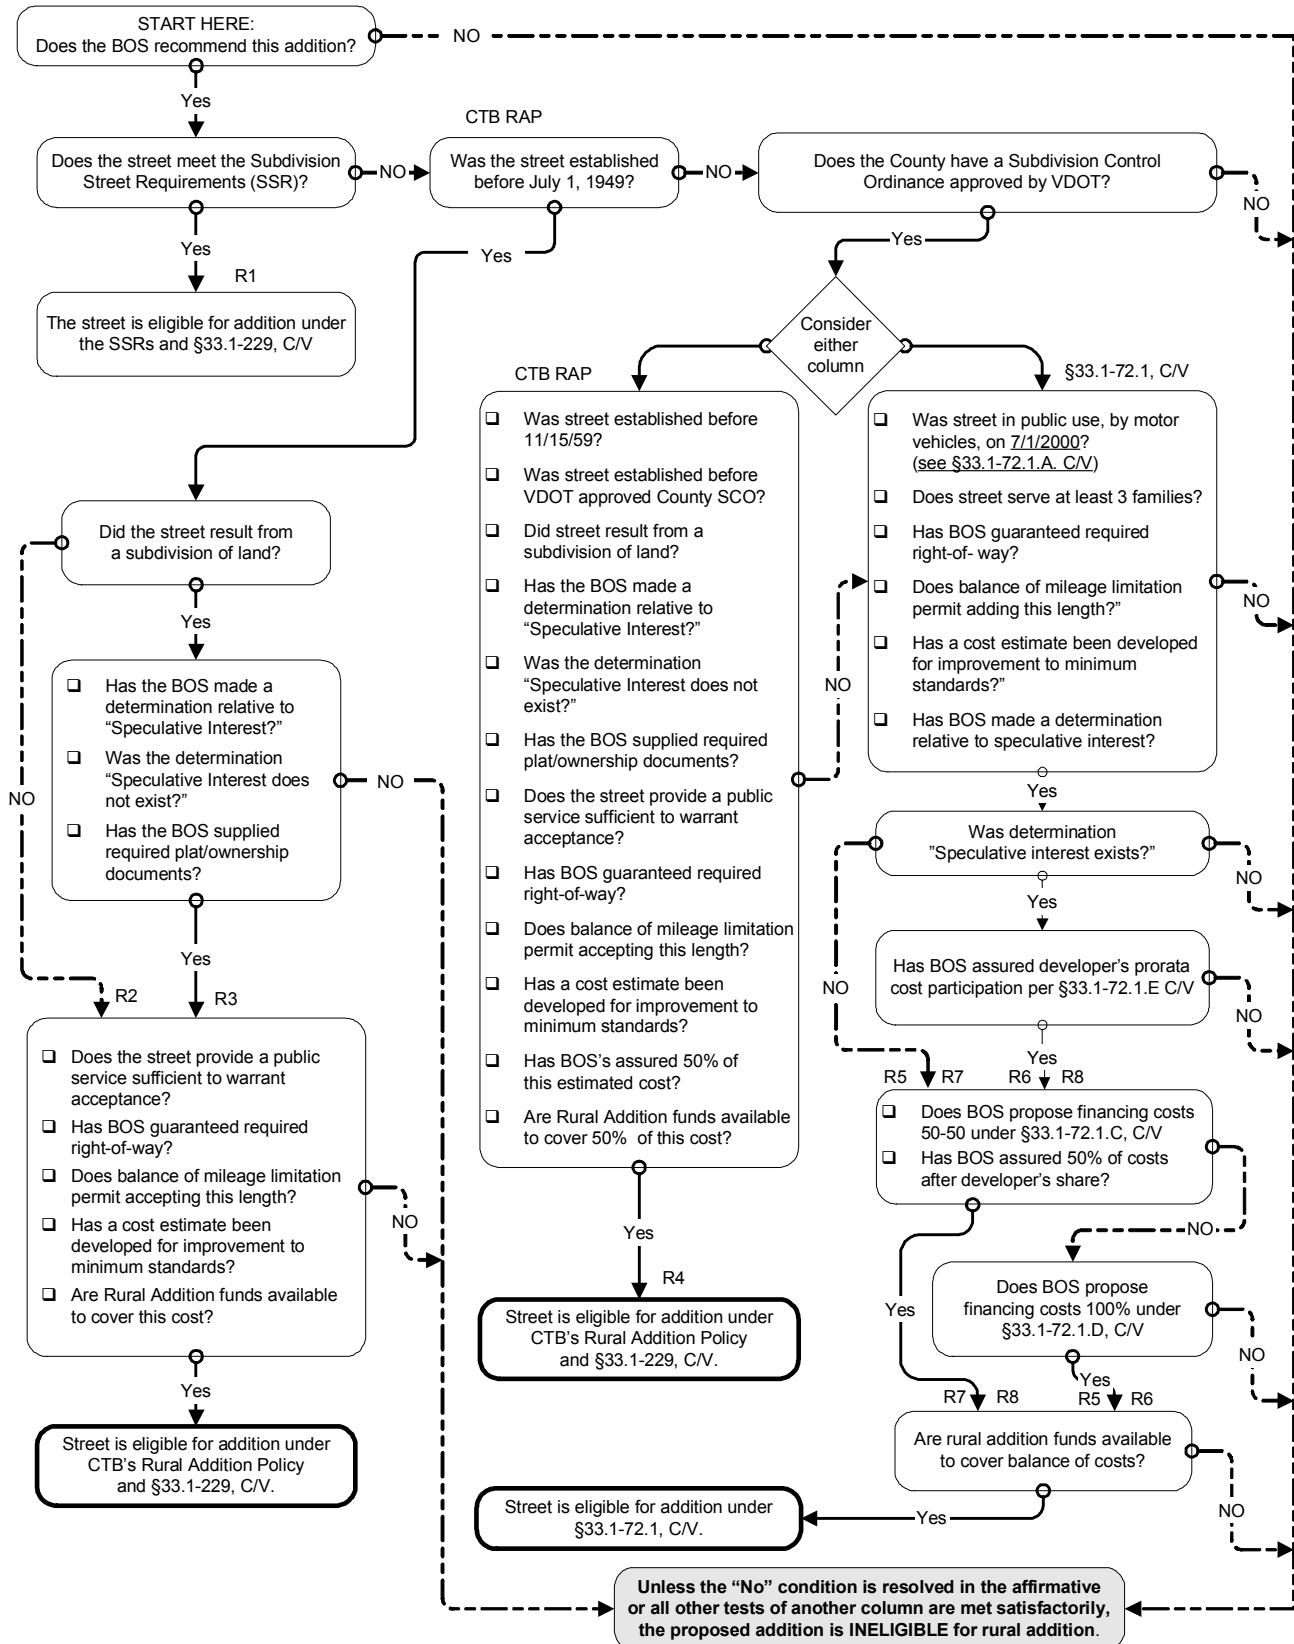 START HERE:
Does the BOS recommend this addition?
NO
Yes
CTB RAP
Does the street meet the Subdivision
Street Requirements (SSR)?
NO
Was the street established
before July 1, 1949?
NO
Does the County have a Subdivision Control
Ordinance approved by VDOT?
NO
Yes
Yes
Yes
R1
The street is eligible for addition under
the SSRs and §33.1-229, C/V
Consider
either
column
CTB RAP
§33.1-72.1, C/V
Did the street result from
a subdivision of land?
NO
Yes
❑ Has the BOS made a
determination relative to
“Speculative Interest?”
❑ Was the determination
“Speculative Interest does
not exist?”
❑ Has the BOS supplied
required plat/ownership
documents?
NO
Yes
R2
R3
❑ Does the street provide a public
service sufficient to warrant
acceptance?
❑ Has BOS guaranteed required
right-of-way?
❑ Does balance of mileage limitation
permit accepting this length?
❑ Has a cost estimate been
developed for improvement to
minimum standards?
❑ Are Rural Addition funds available
to cover this cost?
NO
Yes
Street is eligible for addition under
CTB’s Rural Addition Policy
and §33.1-229, C/V.
❑ Was street established before
11/15/59?
❑ Was street established before
VDOT approved County SCO?
❑ Did street result from a
subdivision of land?
❑ Has the BOS made a
determination relative to
“Speculative Interest?”
❑ Was the determination
“Speculative Interest does not
exist?”
❑ Has the BOS supplied required
plat/ownership documents?
❑ Does the street provide a public
service sufficient to warrant
acceptance?
❑ Has BOS guaranteed required
right-of-way?
❑ Does balance of mileage limitation
permit accepting this length?
❑ Has a cost estimate been
developed for improvement to
minimum standards?
❑ Has BOS’s assured 50% of
this estimated cost?
❑ Are Rural Addition funds available
to cover 50% of this cost?
NO
Yes
R4
Street is eligible for addition under
CTB’s Rural Addition Policy
and §33.1-229, C/V.
❑ Was street in public use, by motor
vehicles, on 7/1/2000?
(see §33.1-72.1.A. C/V)
❑ Does street serve at least 3 families?
❑ Has BOS guaranteed required
right-of- way?
❑ Does balance of mileage limitation
permit adding this length?”
❑ Has a cost estimate been developed
for improvement to minimum
standards?”
❑ Has BOS made a determination
relative to speculative interest?
NO
Yes
Was determination
”Speculative interest exists?”
NO
NO
Yes
Has BOS assured developer’s prorata
cost participation per §33.1-72.1.E C/V
NO
Yes
R5 R7
R6 R8
❑ Does BOS propose financing costs
50-50 under §33.1-72.1.C, C/V
❑ Has BOS assured 50% of costs
after developer’s share?
NO
Yes
Does BOS propose
financing costs 100% under
§33.1-72.1.D, C/V
NO
Yes
R7 R8
R5 R6
Are rural addition funds available
to cover balance of costs?
NO
Yes
Street is eligible for addition under
§33.1-72.1, C/V.
Unless the “No” condition is resolved in the affirmative
or all other tests of another column are met satisfactorily,
the proposed addition is INELIGIBLE for rural addition.